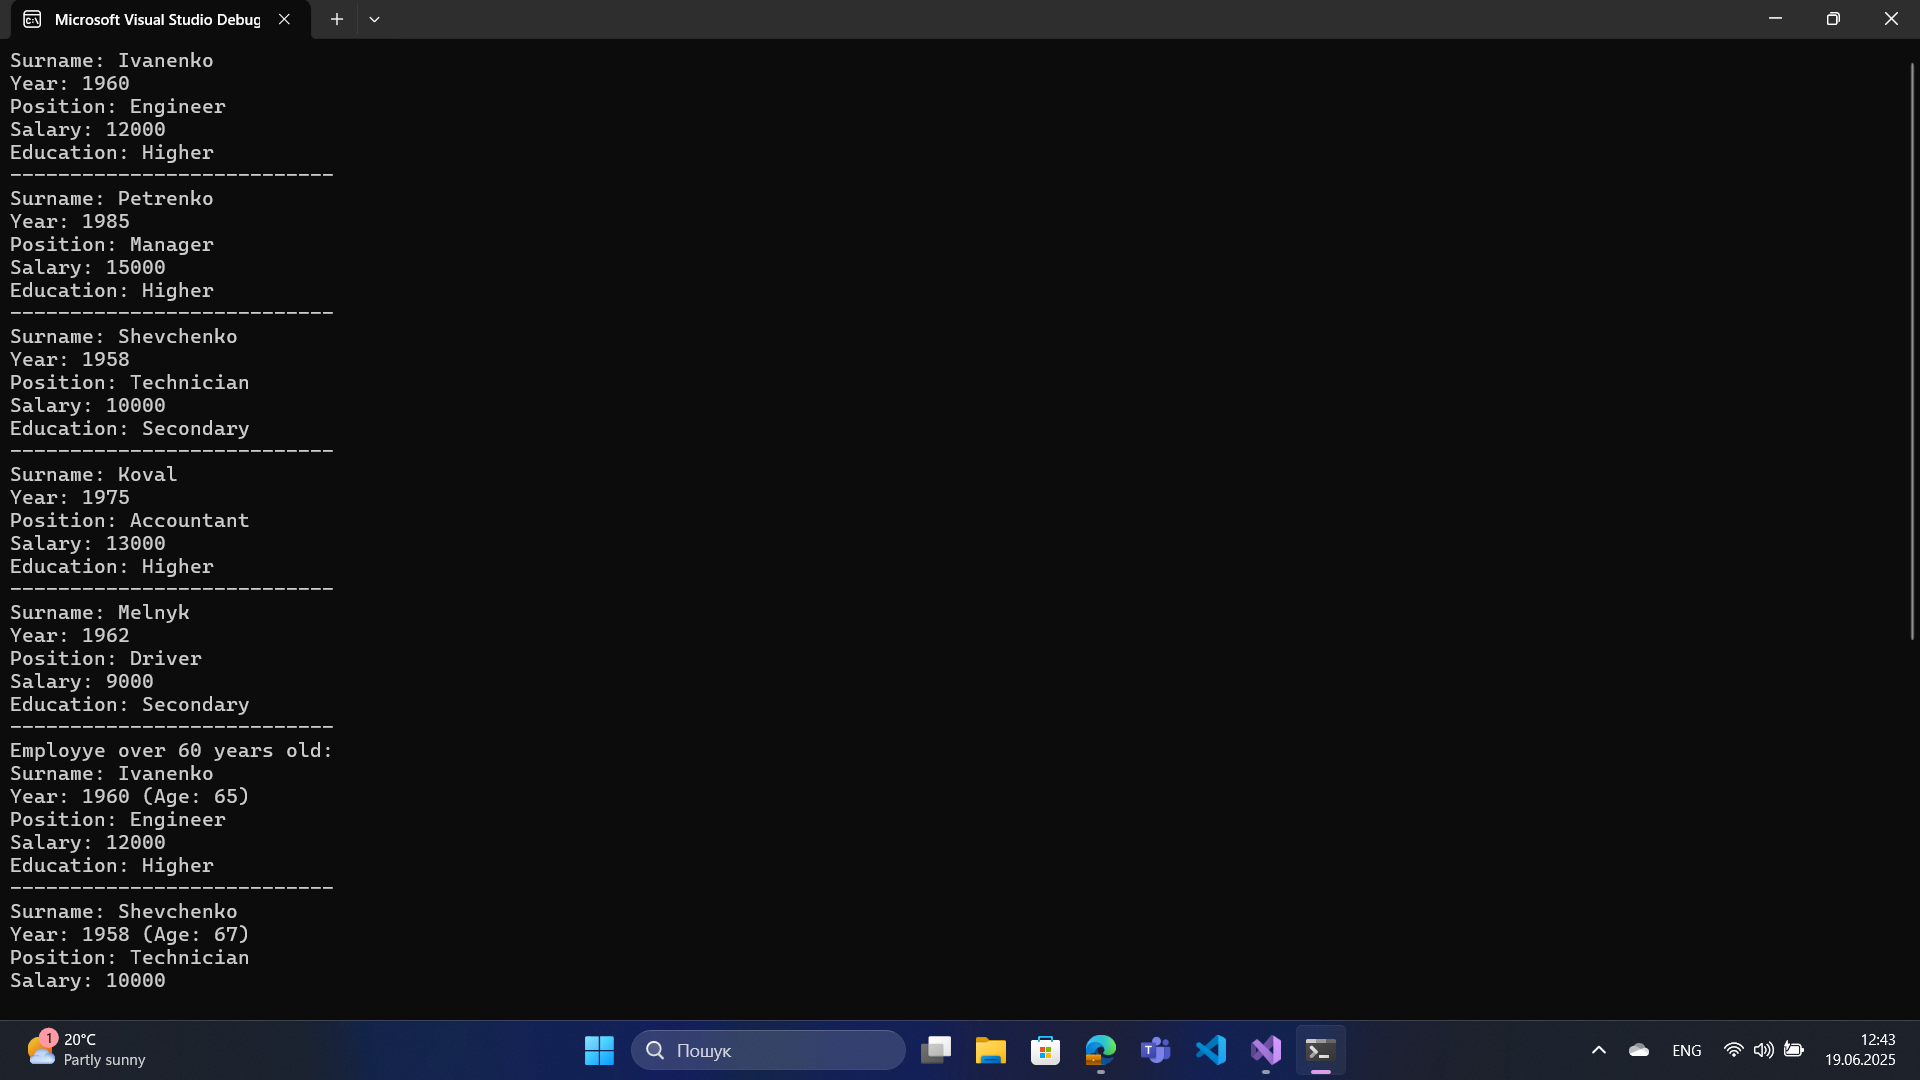 Microsoft Visual Studio Debug
Surname: Ivanenko
Year: 1960
Position: Engineer
Salary: 12000
Education: Higher
---------------------------
Surname: Petrenko
Year: 1985
Position: Manager
Salary: 15000
Education: Higher
---------------------------
Surname: Shevchenko
Year: 1958
Position: Technician
Salary: 10000
Education: Secondary
---------------------------
Surname: Koval
Year: 1975
Position: Accountant
Salary: 13000
Education: Higher
---------------------------
Surname: Melnyk
Year: 1962
Position: Driver
Salary: 9000
Education: Secondary
---------------------------
Employye over 60 years old:
Surname: Ivanenko
Year: 1960 (Age: 65)
Position: Engineer
Salary: 12000
Education: Higher
---------------------------
Surname: Shevchenko
Year: 1958 (Age: 67)
Position: Technician
Salary: 10000
1
20°C
Partly sunny
Пошук
ENG
12:43
19.06.2025